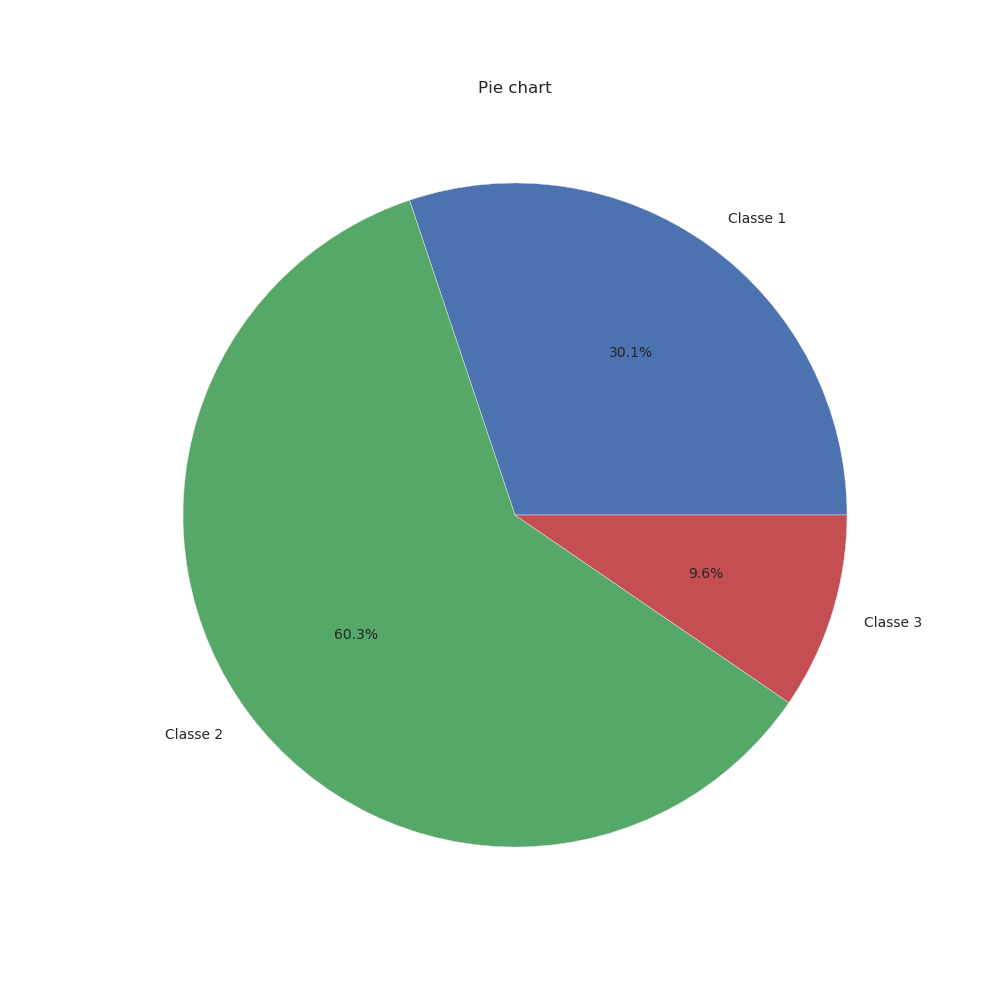 Pie chart
Classe 1
30.1%
60.3%
9.6%
Classe 3
Classe 2